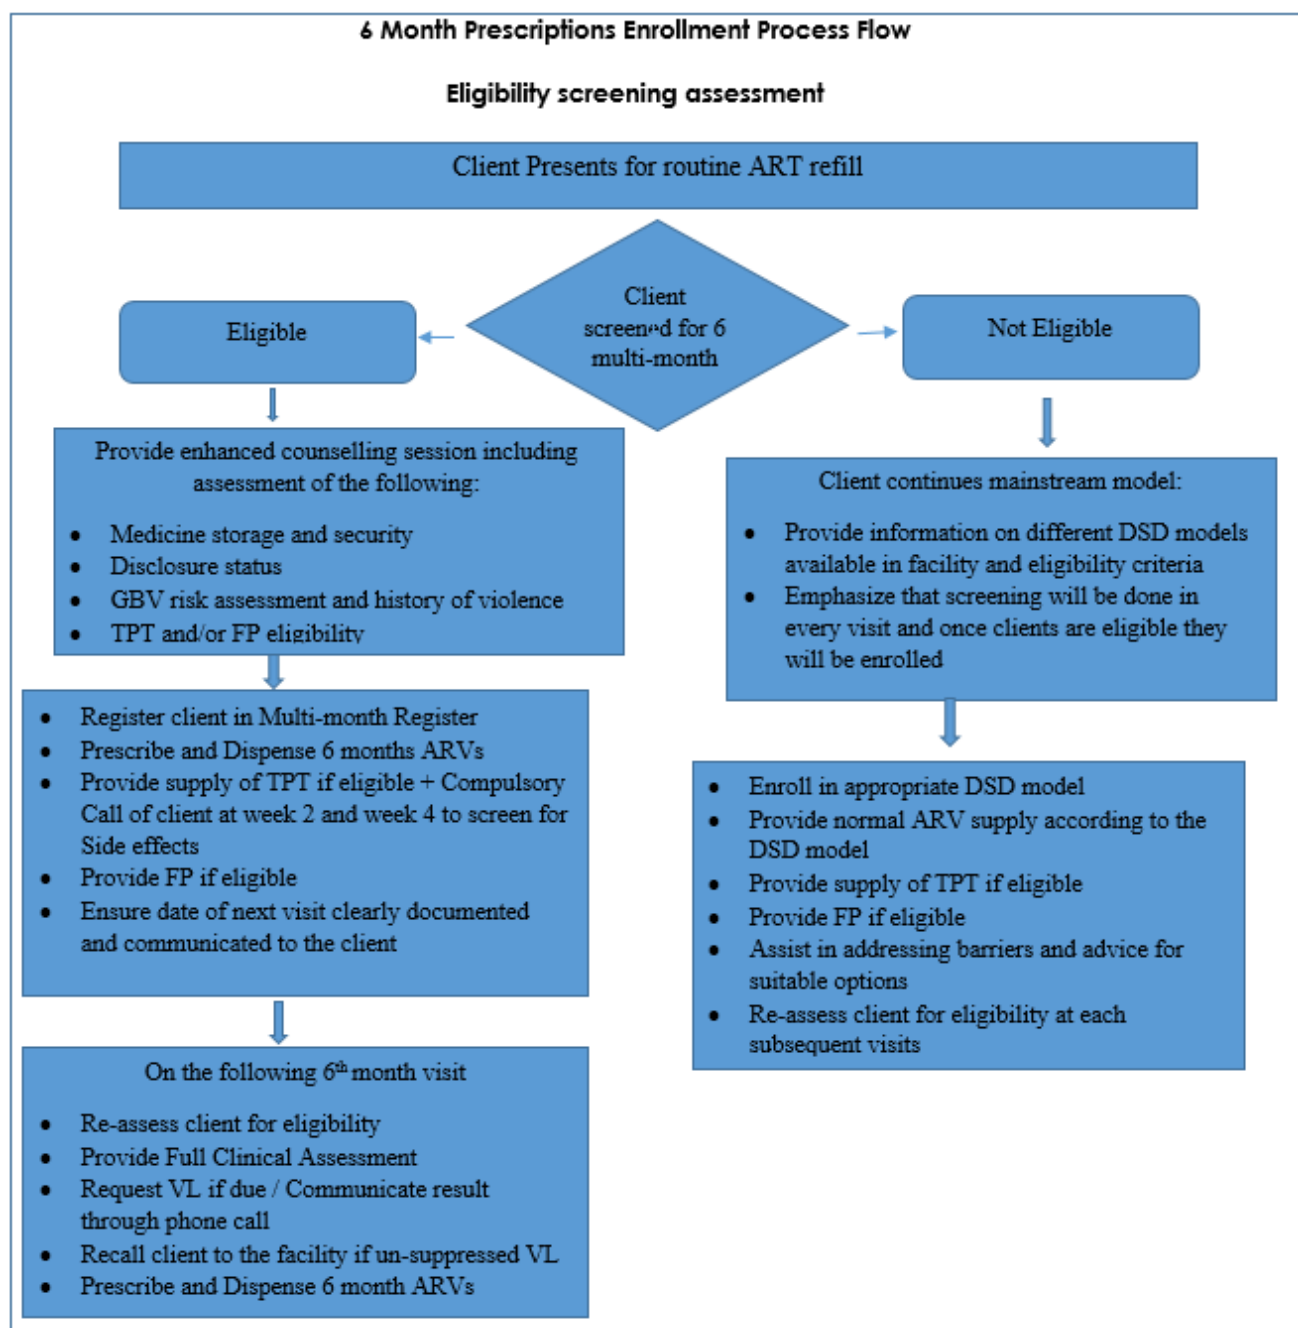 6 Month Prescriptions Enrollment Process Flow
Eligibility screening assessment
Client Presents for routine ART refill
Client
screened for 6
multi-month
Eligible
Not Eligible
Provide enhanced counselling session including
assessment of the following:
• Medicine storage and security
• Disclosure status
• GBV risk assessment and history of violence
• TPT and/or FP eligibility
• Register client in Multi-month Register
• Prescribe and Dispense 6 months ARVs
• Provide supply of TPT if eligible + Compulsory
Call of client at week 2 and week 4 to screen for
Side effects
• Provide FP if eligible
• Ensure date of next visit clearly documented
and communicated to the client
On the following 6th month visit
• Re-assess client for eligibility
• Provide Full Clinical Assessment
• Request VL if due / Communicate result
through phone call
• Recall client to the facility if un-suppressed VL
• Prescribe and Dispense 6 month ARVs
Client continues mainstream model:
• Provide information on different DSD models
available in facility and eligibility criteria
• Emphasize that screening will be done in
every visit and once clients are eligible they
will be enrolled
• Enroll in appropriate DSD model
• Provide normal ARV supply according to the
DSD model
• Provide supply of TPT if eligible
• Provide FP if eligible
• Assist in addressing barriers and advice for
suitable options
• Re-assess client for eligibility at each
subsequent visits